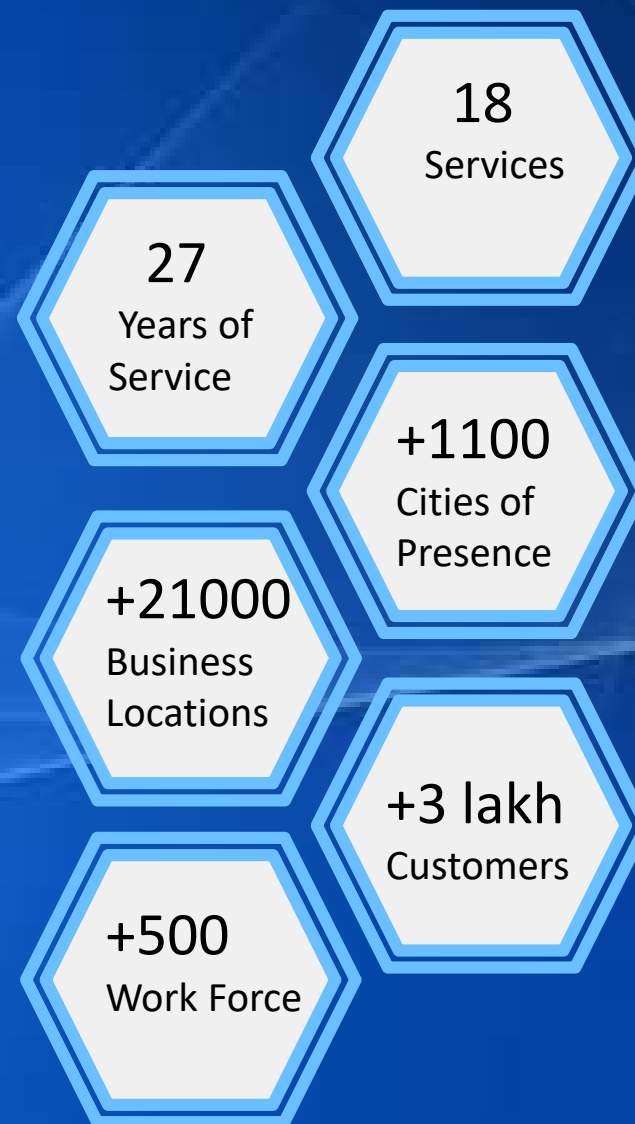 18
Services
27
Years of
Service
+1100
Cities of
Presence
+21000
Business
Locations
+3 lakh
Customers
+500
Work Force